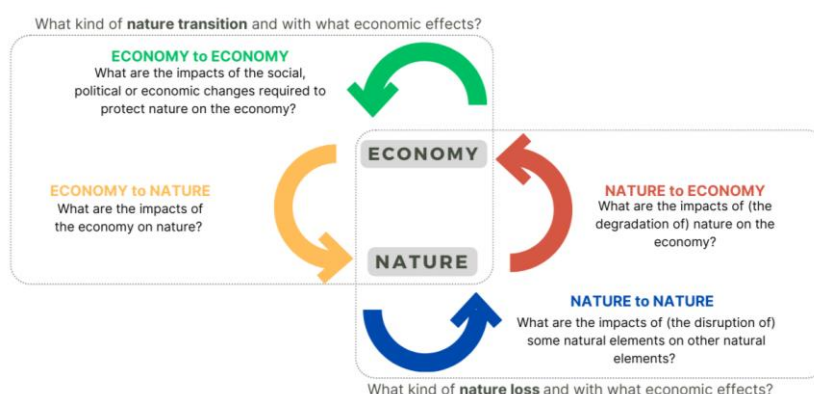 What kind of nature transition and with what economic effects?
ECONOMY to ECONOMY
What are the impacts of the social,
political or economic changes required to
protect nature on the economy?
ECONOMY
ECONOMY to NATURE
What are the impacts of
the economy on nature?
NATURE to ECONOMY
What are the impacts of (the
degradation of) nature on the
economy?
NATURE
NATURE to NATURE
What are the impacts of (the disruption of)
some natural elements on other natural
elements?
What kind of nature loss and with what economic effects?